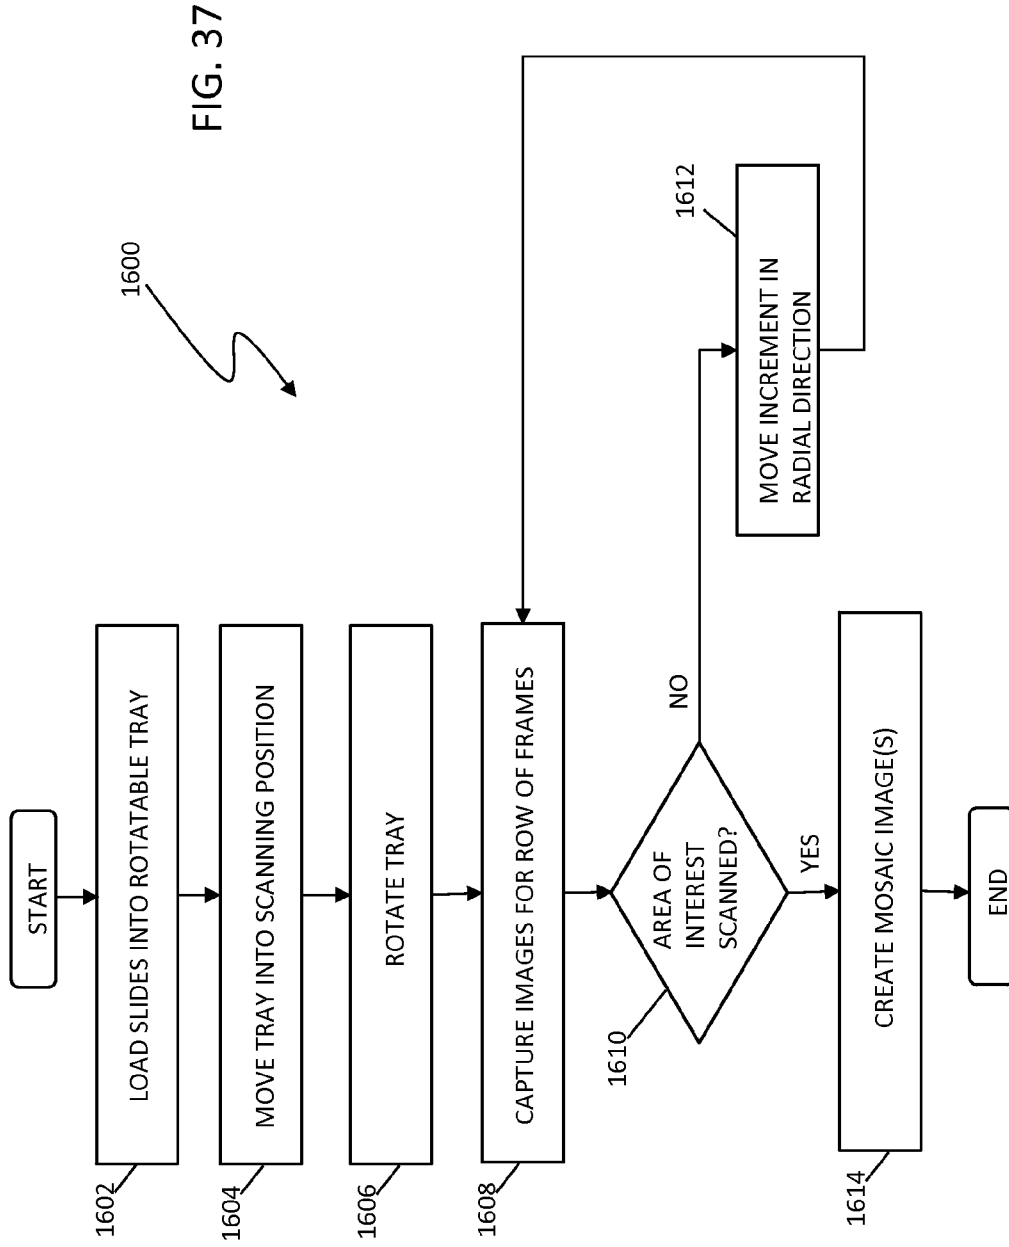 FIG. 37
1600
START
LOAD SLIDES INTO ROTATABLE TRAY
1602
MOVE TRAY INTO SCANNING POSITION
1604
ROTATE TRAY
1606
CAPTURE IMAGES FOR ROW OF FRAMES
1608
AREA OF
INTEREST
SCANNED?
1610
NO
MOVE INCREMENT IN
RADIAL DIRECTION
1612
YES
CREATE MOSAIC IMAGE(S)
1614
END